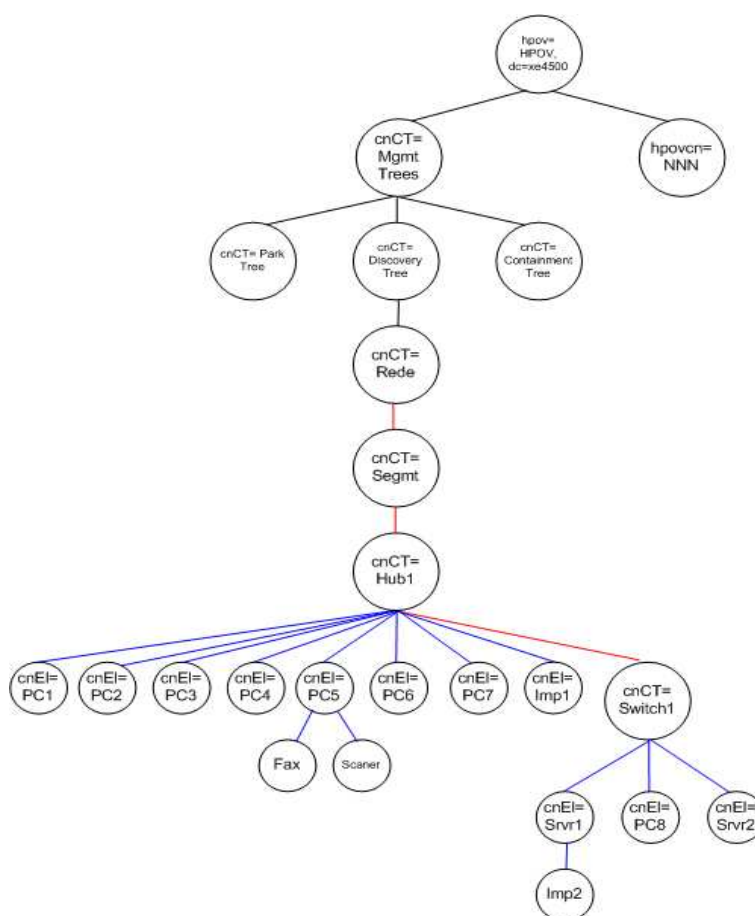 hpov=
HPOV,
dc=xe4500
cnCT=
Mgmt
Trees
hpovcn=
NNN
cnCT= Park
Tree
cnCT=
Discovery
Tree
cnCT=
Containment
Tree
cnCT=
Rede
cnCT=
Segmt
cnCT=
Hub1
cnEl=
PC1
cnEl=
PC2
cnEl=
PC3
cnEl=
PC4
cnEl=
PC5
cnEl=
PC6
cnEl=
PC7
cnEl=
Imp1
cnCT=
Switch1
Fax
Scaner
cnEl=
Srvr1
cnEl=
PC8
cnEl=
Srvr2
Imp2